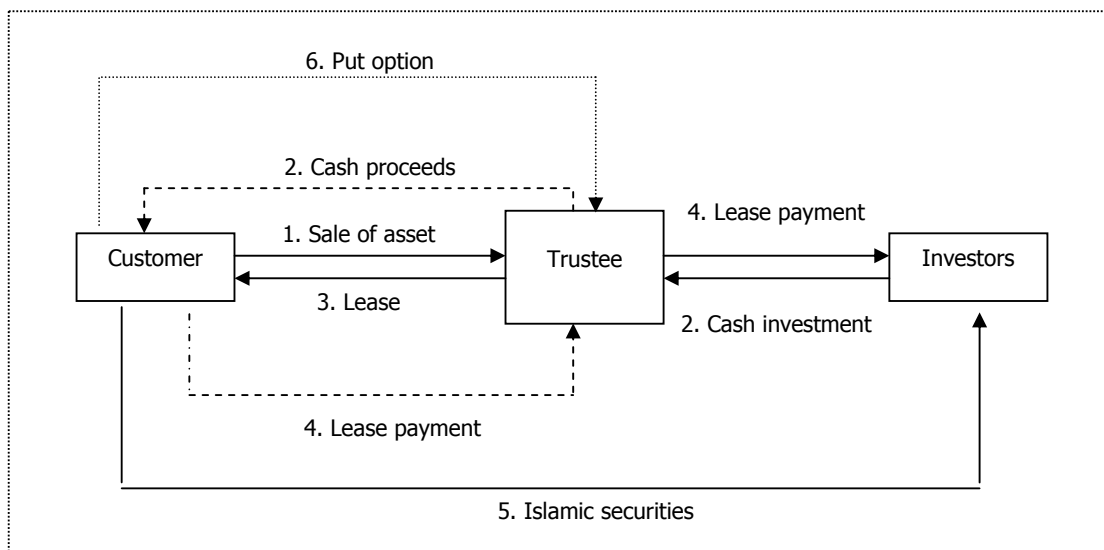 6. Put option
2. Cash proceeds
4. Lease payment
1. Sale of asset
Customer
Trustee
Investors
3. Lease
2. Cash investment
4. Lease payment
5. Islamic securities